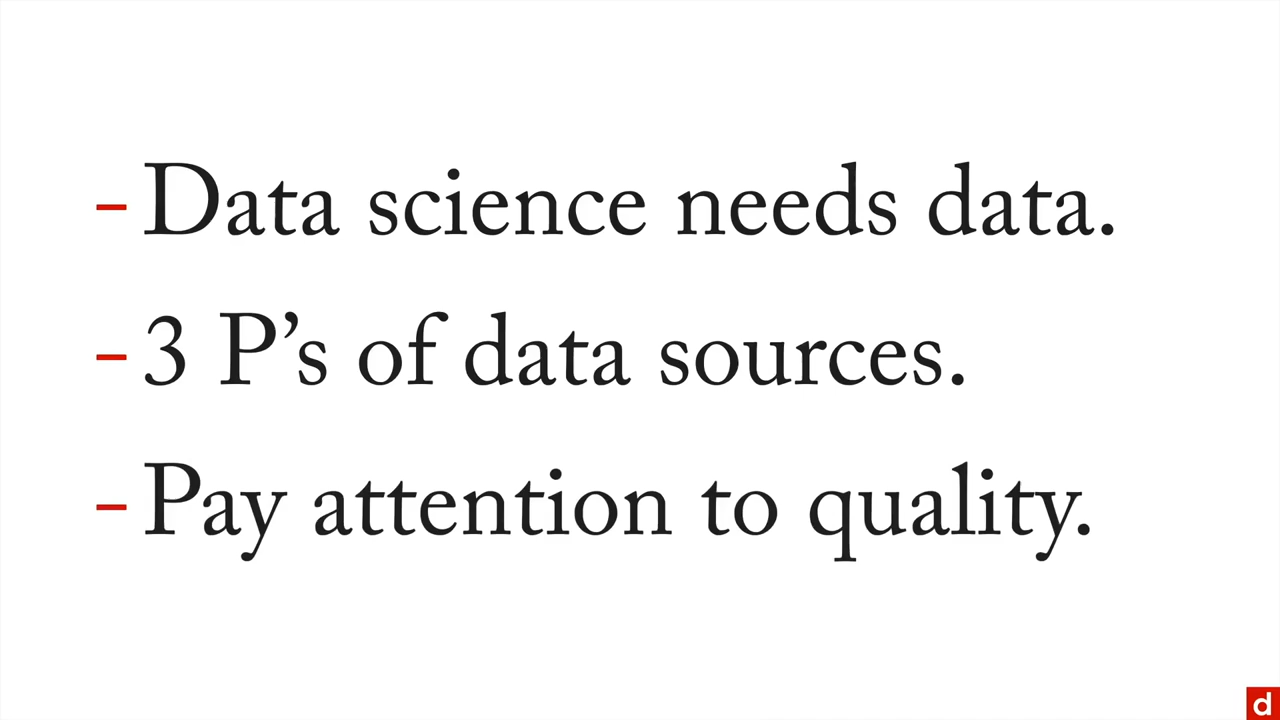 - Data science needs data.
- 3 P’s of data sources.
- Pay attention to quality.
d